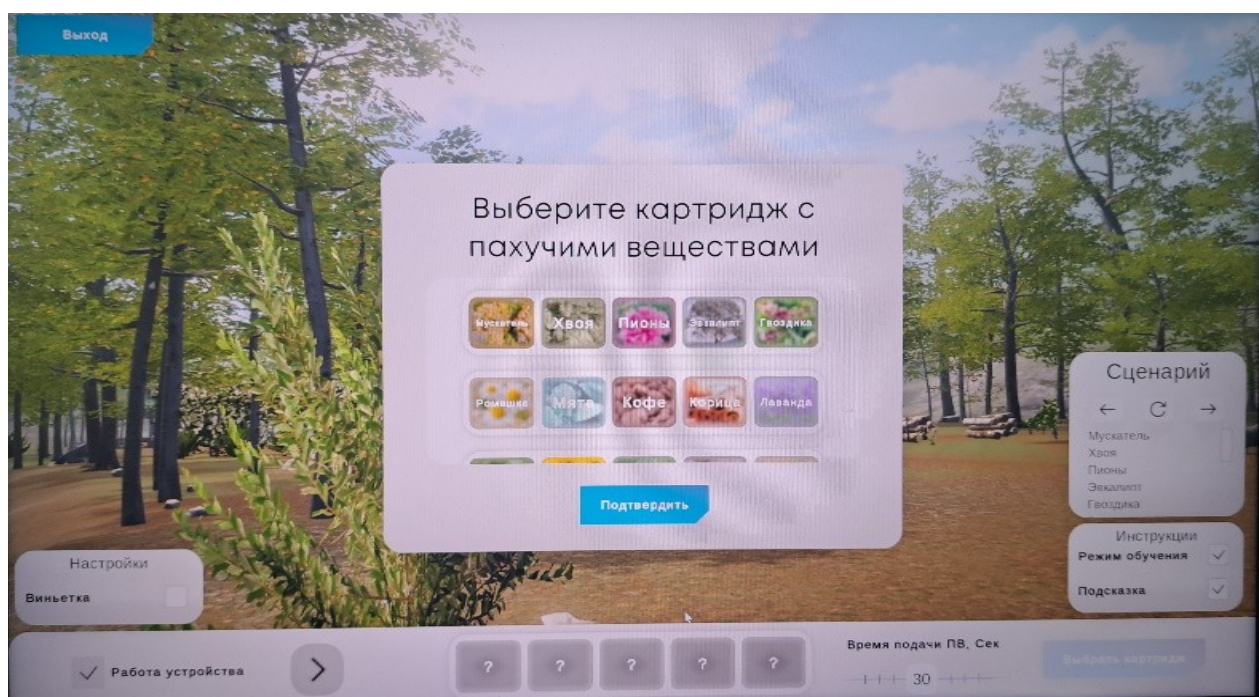 Выход
Выберите картридж с
пахучими веществами
Мускатель Хвоя Пионы Эвкалипт Гвоздика
Ромашка Мята Кофе Корица Лаванда
Подтвердить
Сценарий
← →
Мускатель
Хвоя
Пионы
Эвкалипт
Гвоздика
Инструкции
Режим обучения
Подсказка
Настройки
Виньетка
Работа устройства
? ? ? ? ?
Время подачи ПВ, Сек
30
Выбрать картридж